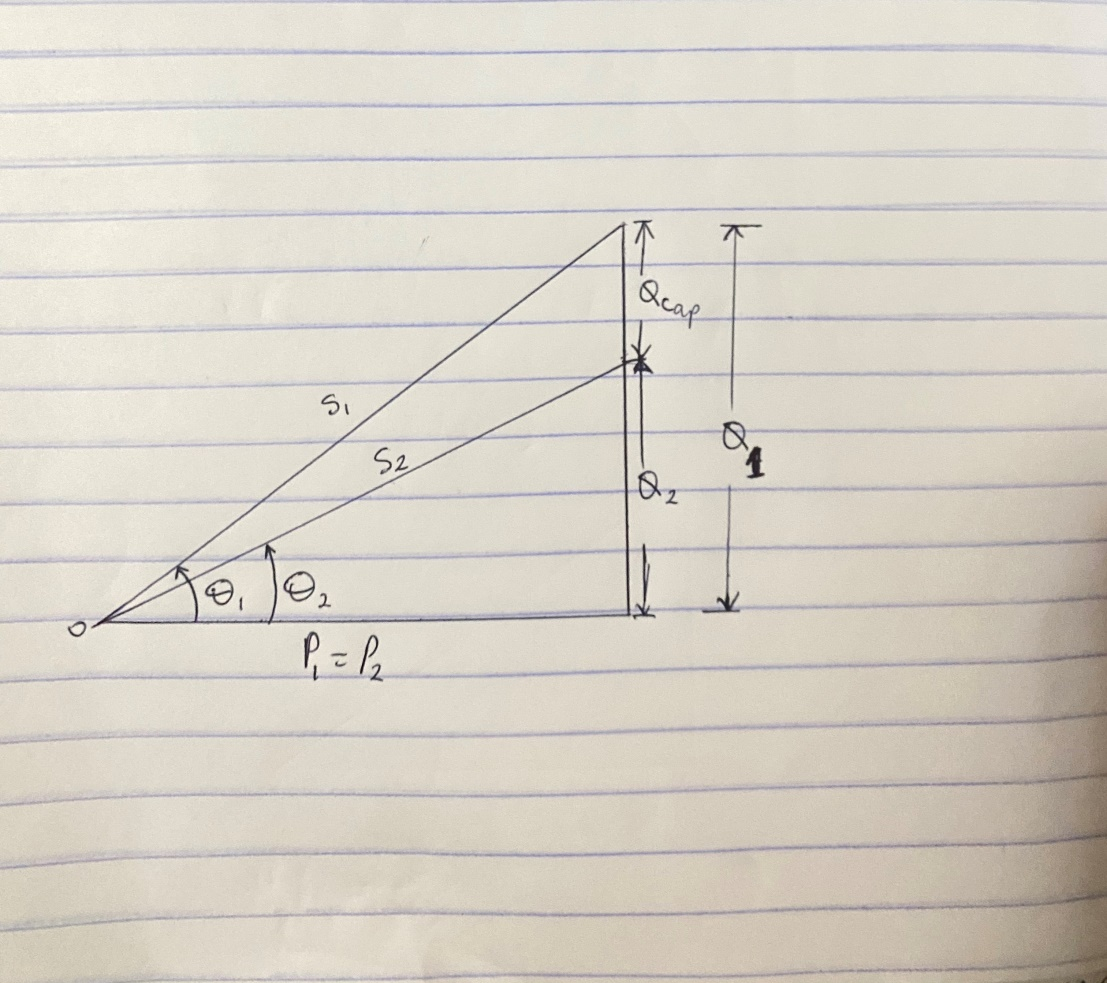 Qcap
S₁
Q₁
S₂
Q₂
θ₁
θ₂
O
P₁ = P₂